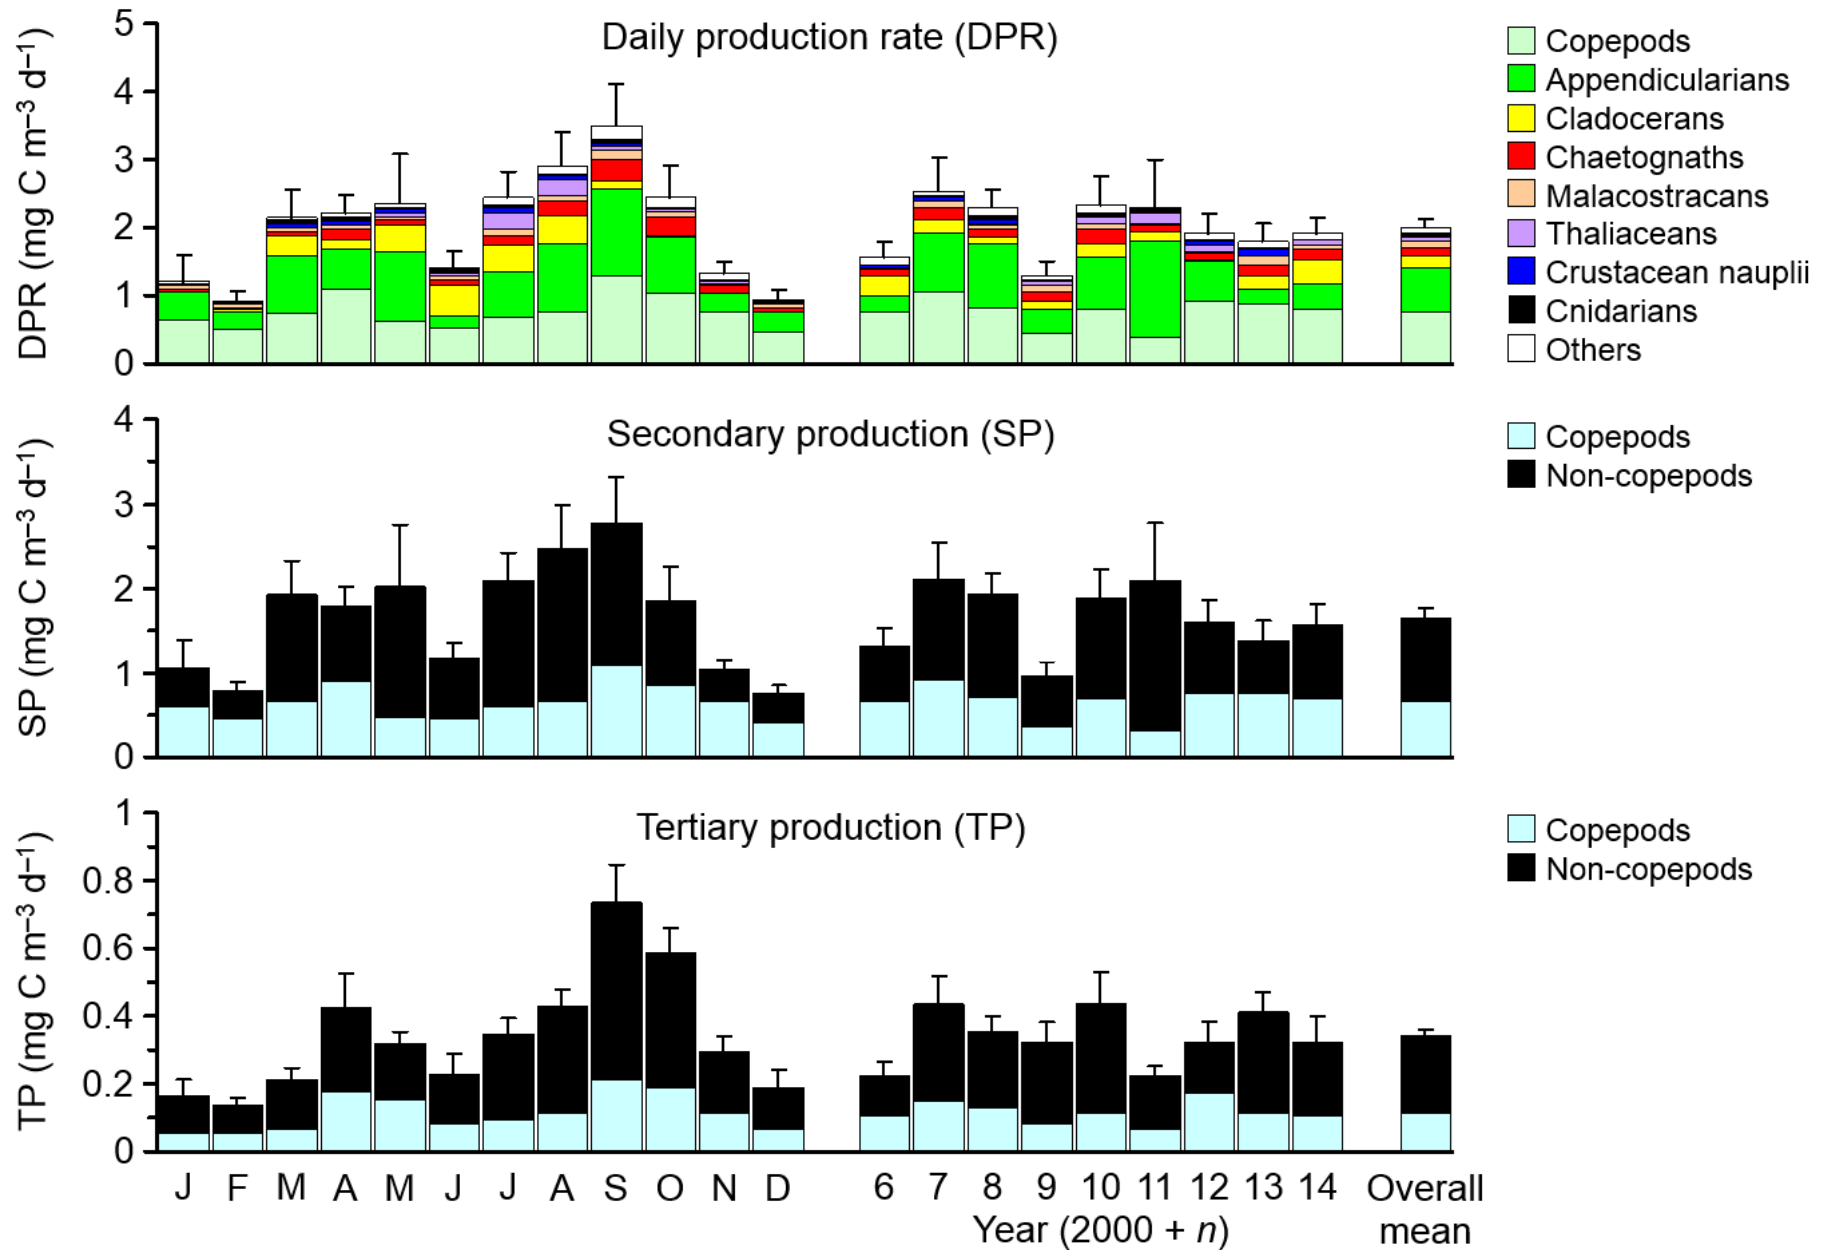 Daily production rate (DPR)
DPR (mg C m⁻³ d⁻¹)
5
4
3
2
1
0
Copepods
Appendicularians
Cladocerans
Chaetognaths
Malacostracans
Thaliaceans
Crustacean nauplii
Cnidarians
Others
Secondary production (SP)
SP (mg C m⁻³ d⁻¹)
4
3
2
1
0
Copepods
Non-copepods
Tertiary production (TP)
TP (mg C m⁻³ d⁻¹)
1
0.8
0.6
0.4
0.2
0
Copepods
Non-copepods
J F M A M J J A S O N D 6 7 8 9 10 11 12 13 14 Overall
Year (2000 + n) mean